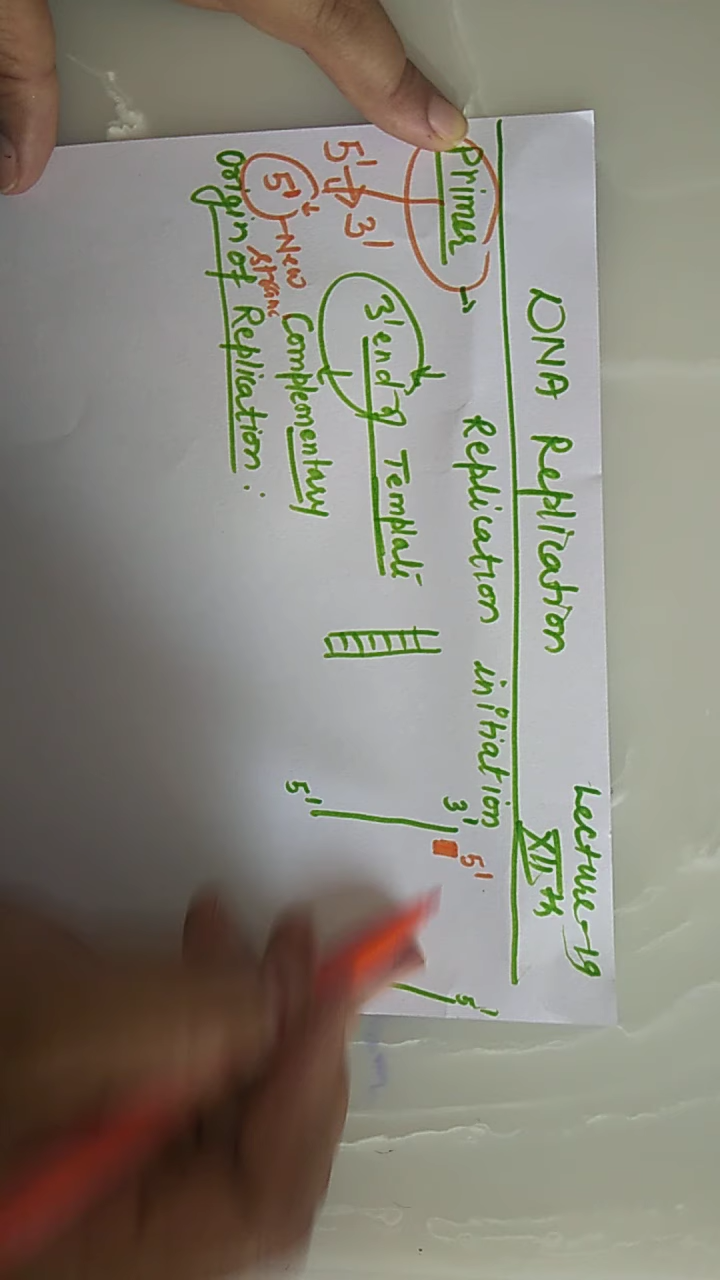 Lecture-19
DNA Replication XIIth
Replication initiation
Primer
3' 5' 5'
3' end of Templati
5' → 3'
Complementary
5' New
strand
5'
Origin of Replication :